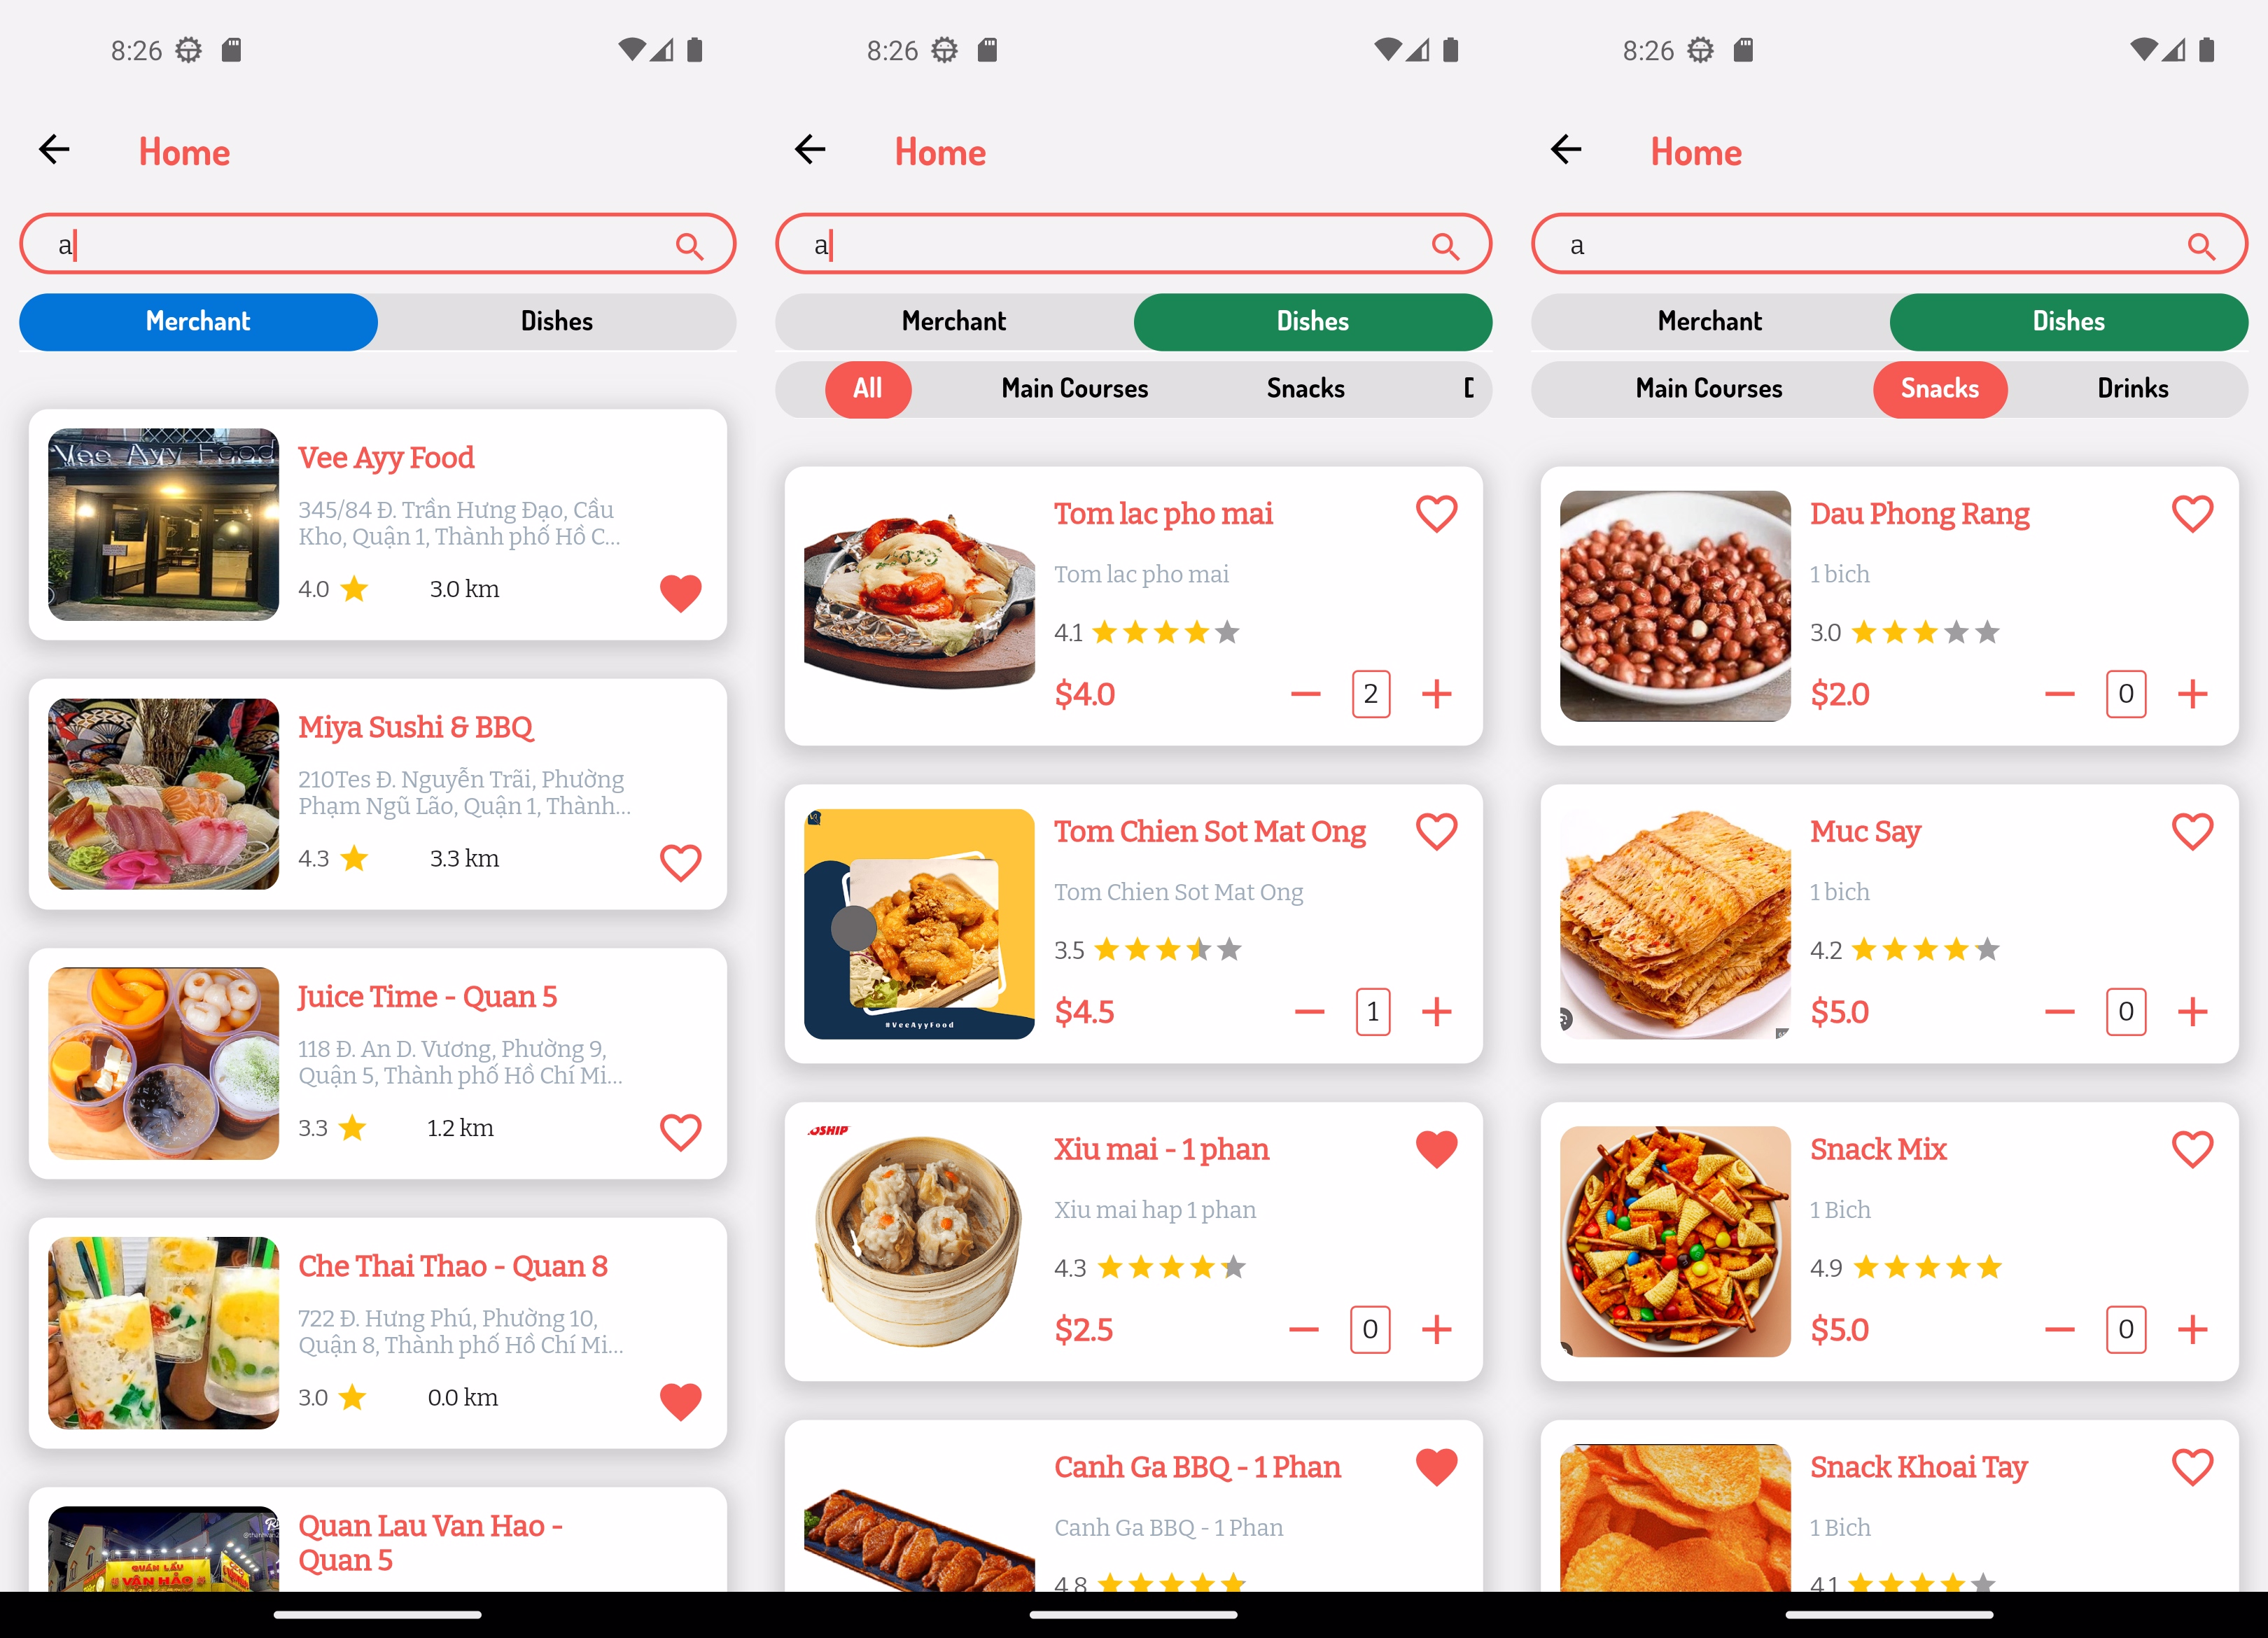 8:26
Home
a
Merchant
Dishes
Vee Ayy Food
Vee Ayy Food
345/84 Đ. Trần Hưng Đạo, Cầu
Kho, Quận 1, Thành phố Hồ C...
4.0
3.0 km
Miya Sushi & BBQ
210Tes Đ. Nguyễn Trãi, Phường
Phạm Ngũ Lão, Quận 1, Thành...
4.3
3.3 km
Juice Time - Quan 5
118 Đ. An D. Vương, Phường 9,
Quận 5, Thành phố Hồ Chí Mi...
3.3
1.2 km
Che Thai Thao - Quan 8
722 Đ. Hưng Phú, Phường 10,
Quận 8, Thành phố Hồ Chí Mi...
3.0
0.0 km
QUÁN LẨU
VẠN HÀO
Quan Lau Van Hao -
Quan 5
8:26
Home
a
Merchant
Dishes
All
Main Courses
Snacks
Tom lac pho mai
Tom lac pho mai
4.1
$4.0
2
#VeeAyyFood
Tom Chien Sot Mat Ong
Tom Chien Sot Mat Ong
3.5
$4.5
1
Xiu mai - 1 phan
Xiu mai hap 1 phan
4.3
$2.5
0
Canh Ga BBQ - 1 Phan
Canh Ga BBQ - 1 Phan
4.8
8:26
Home
a
Merchant
Dishes
Main Courses
Snacks
Drinks
Dau Phong Rang
1 bich
3.0
$2.0
0
Muc Say
1 bich
4.2
$5.0
0
Snack Mix
1 Bich
4.9
$5.0
0
Snack Khoai Tay
1 Bich
4.1